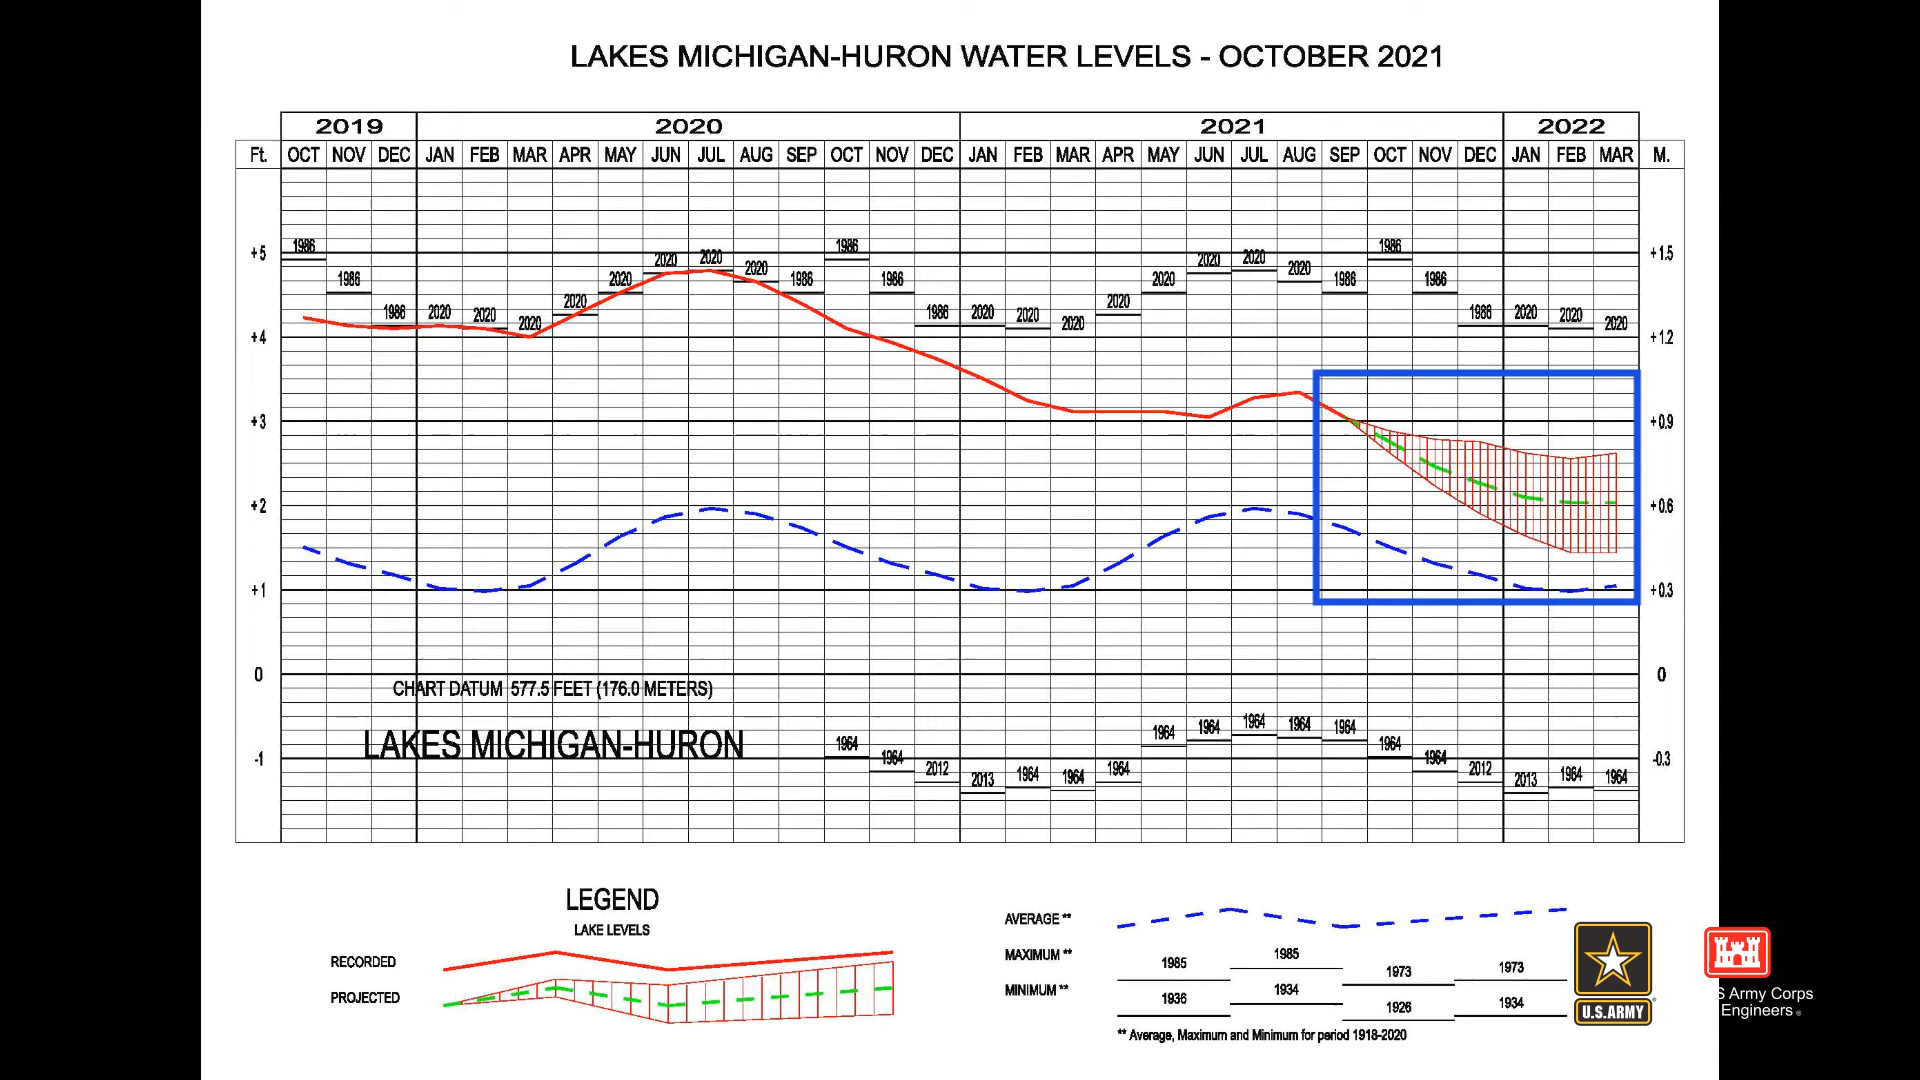 LAKES MICHIGAN-HURON WATER LEVELS - OCTOBER 2021
2019 2020 2021 2022
Ft. OCT NOV DEC JAN FEB MAR APR MAY JUN JUL AUG SEP OCT NOV DEC JAN FEB MAR APR MAY JUN JUL AUG SEP OCT NOV DEC JAN FEB MAR M.
1986 1986 1986
+5 2020 2020 2020 2020 2020 +1.5
1986 2020 2020 1986 1986 2020 2020 1986 1986
1986 2020 2020 2020 2020 1986 2020 2020 2020 2020 1986 2020 2020 2020
+4 +1.2
+3 +0.9
+2 +0.6
+1 +0.3
0 0
CHART DATUM 577.5 FEET (176.0 METERS)
LAKES MICHIGAN-HURON
1964 1964 1964 1964 1964 1964 1964
-1 1964 2012 2013 1964 1964 1964 1964 2012 2013 1964 1964 -0.3
LEGEND
LAKE LEVELS
RECORDED
PROJECTED
AVERAGE **
MAXIMUM ** 1985 1985 1973 1973
MINIMUM ** 1936 1934 1926 1934
** Average, Maximum and Minimum for period 1918-2020
U.S.ARMY
S Army Corps
Engineers ®